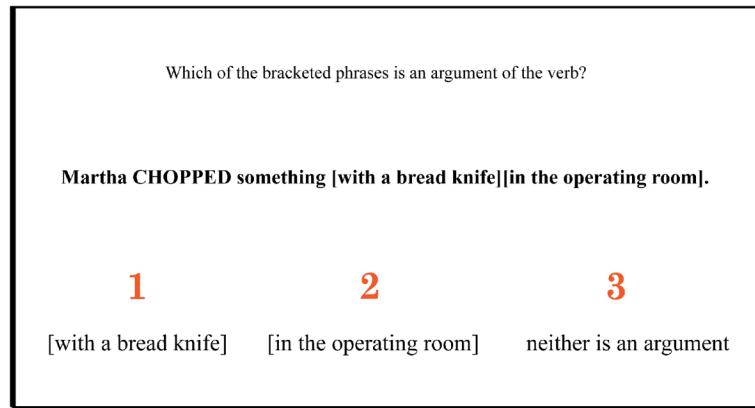 Which of the bracketed phrases is an argument of the verb?
Martha CHOPPED something [with a bread knife][in the operating room].
1 2 3
[with a bread knife] [in the operating room] neither is an argument